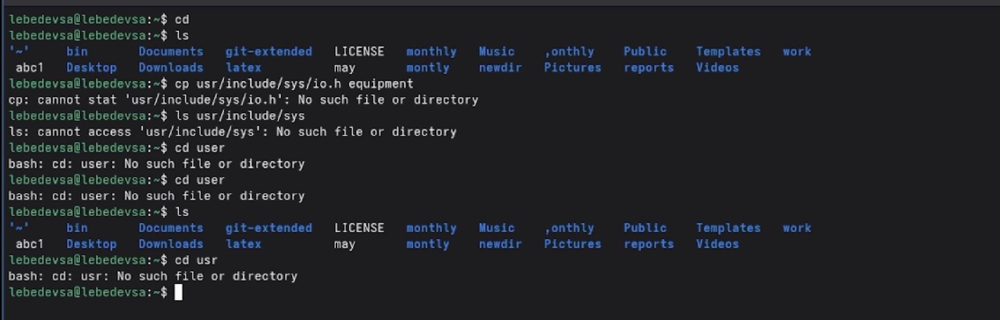 lebedevsa@lebedevsa:~$ cd
lebedevsa@lebedevsa:~$ ls
'~' bin Documents git-extended LICENSE monthly Music ,onthly Public Templates work
abc1 Desktop Downloads latex may montly newdir Pictures reports Videos
lebedevsa@lebedevsa:~$ cp usr/include/sys/io.h equipment
cp: cannot stat 'usr/include/sys/io.h': No such file or directory
lebedevsa@lebedevsa:~$ ls usr/include/sys
ls: cannot access 'usr/include/sys': No such file or directory
lebedevsa@lebedevsa:~$ cd user
bash: cd: user: No such file or directory
lebedevsa@lebedevsa:~$ cd user
bash: cd: user: No such file or directory
lebedevsa@lebedevsa:~$ ls
'~' bin Documents git-extended LICENSE monthly Music ,onthly Public Templates work
abc1 Desktop Downloads latex may montly newdir Pictures reports Videos
lebedevsa@lebedevsa:~$ cd usr
bash: cd: usr: No such file or directory
lebedevsa@lebedevsa:~$